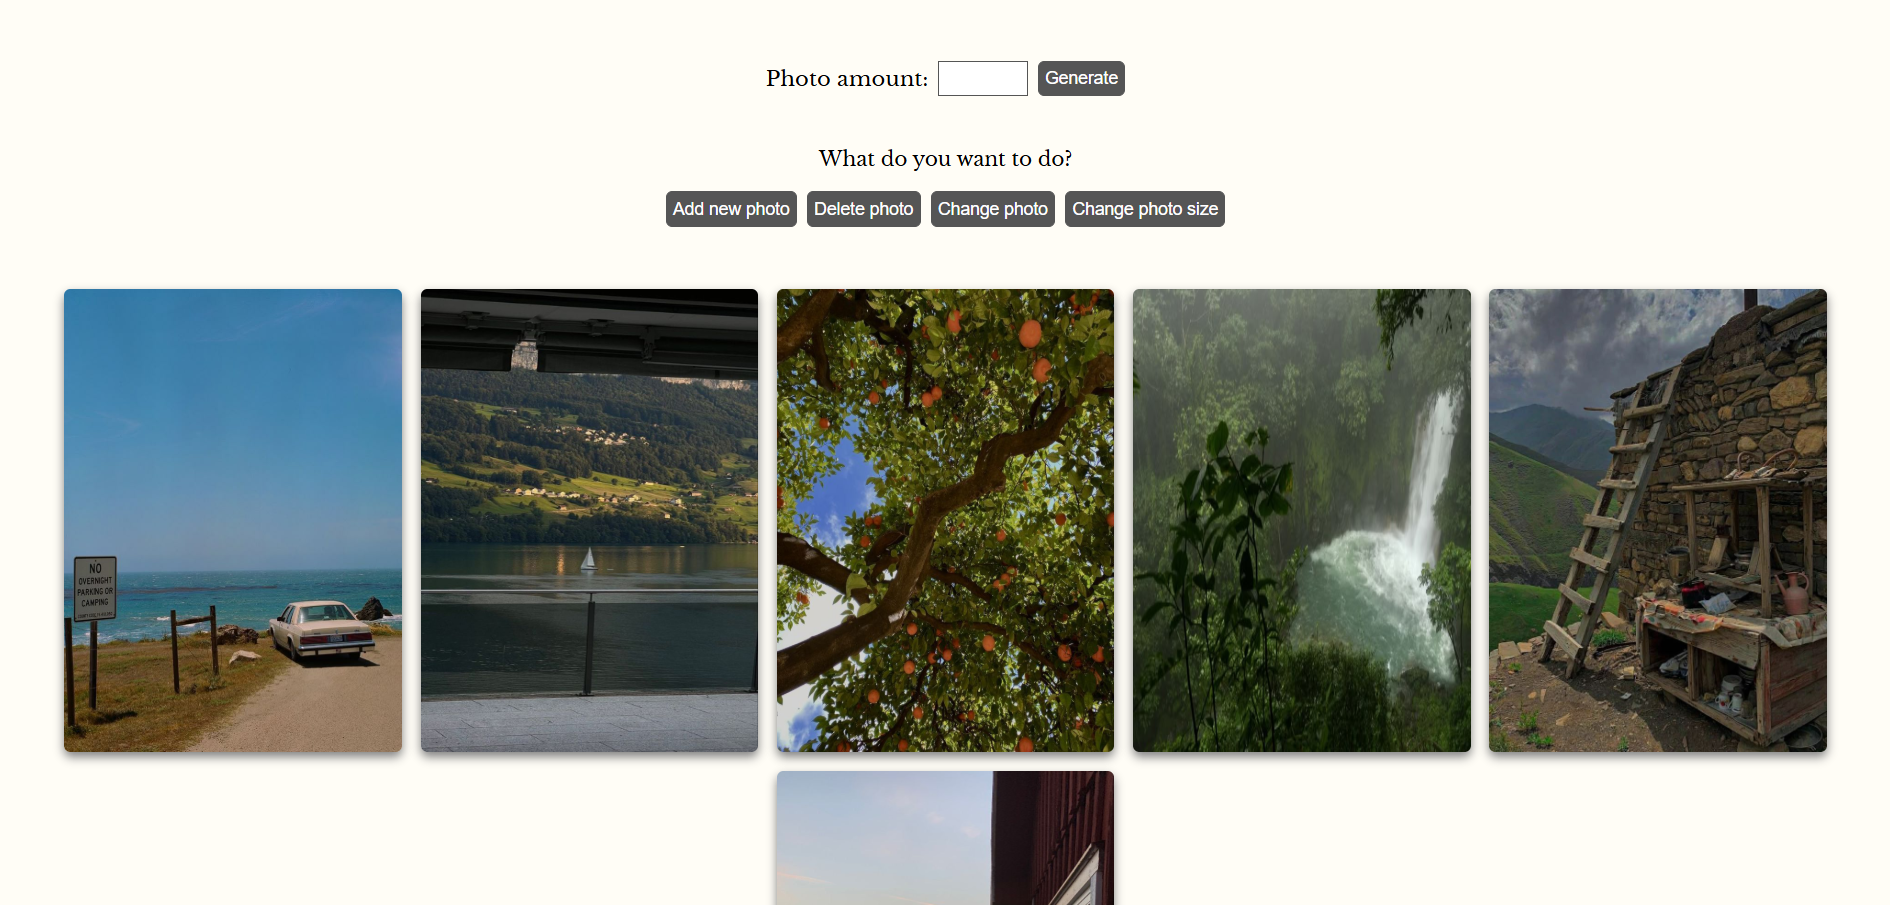 Photo amount:
Generate
What do you want to do?
Add new photo
Delete photo
Change photo
Change photo size
NO
OVERNIGHT
PARKING OR
CAMPING